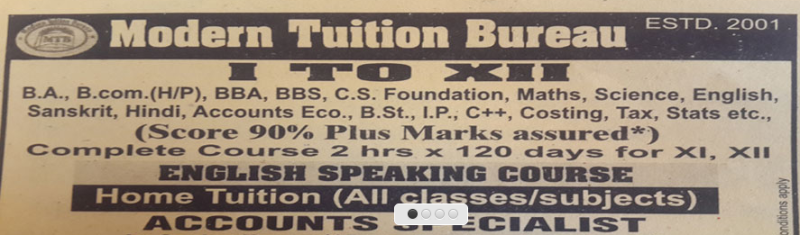 Modern Tuition Bureau ESTD. 2001
MTB
I TO XII
B.A., B.com.(H/P), BBA, BBS, C.S. Foundation, Maths, Science, English,
Sanskrit, Hindi, Accounts Eco., B.St., I.P., C++, Costing, Tax, Stats etc.,
(Score 90% Plus Marks assured*)
Complete Course 2 hrs x 120 days for XI, XII
ENGLISH SPEAKING COURSE
Home Tuition (All classes/subjects)
ACCOUNTS SPECIALIST
onditions apply